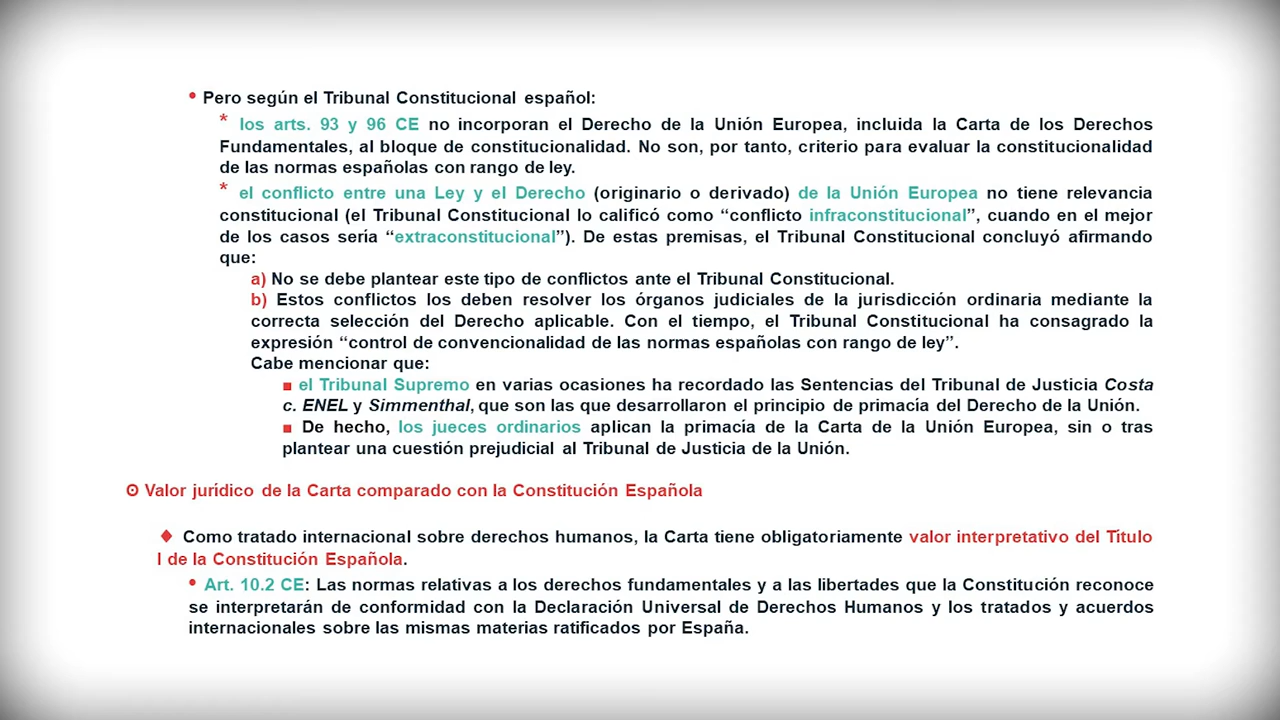 • Pero según el Tribunal Constitucional español:
* los arts. 93 y 96 CE no incorporan el Derecho de la Unión Europea, incluida la Carta de los Derechos
Fundamentales, al bloque de constitucionalidad. No son, por tanto, criterio para evaluar la constitucionalidad
de las normas españolas con rango de ley.
* el conflicto entre una Ley y el Derecho (originario o derivado) de la Unión Europea no tiene relevancia
constitucional (el Tribunal Constitucional lo calificó como “conflicto infraconstitucional”, cuando en el mejor
de los casos sería “extraconstitucional”). De estas premisas, el Tribunal Constitucional concluyó afirmando
que:
a) No se debe plantear este tipo de conflictos ante el Tribunal Constitucional.
b) Estos conflictos los deben resolver los órganos judiciales de la jurisdicción ordinaria mediante la
correcta selección del Derecho aplicable. Con el tiempo, el Tribunal Constitucional ha consagrado la
expresión “control de convencionalidad de las normas españolas con rango de ley”.
Cabe mencionar que:
■ el Tribunal Supremo en varias ocasiones ha recordado las Sentencias del Tribunal de Justicia Costa
c. ENEL y Simmenthal, que son las que desarrollaron el principio de primacía del Derecho de la Unión.
■ De hecho, los jueces ordinarios aplican la primacía de la Carta de la Unión Europea, sin o tras
plantear una cuestión prejudicial al Tribunal de Justicia de la Unión.
ʘ Valor jurídico de la Carta comparado con la Constitución Española
♦ Como tratado internacional sobre derechos humanos, la Carta tiene obligatoriamente valor interpretativo del Título
I de la Constitución Española.
• Art. 10.2 CE: Las normas relativas a los derechos fundamentales y a las libertades que la Constitución reconoce
se interpretarán de conformidad con la Declaración Universal de Derechos Humanos y los tratados y acuerdos
internacionales sobre las mismas materias ratificados por España.